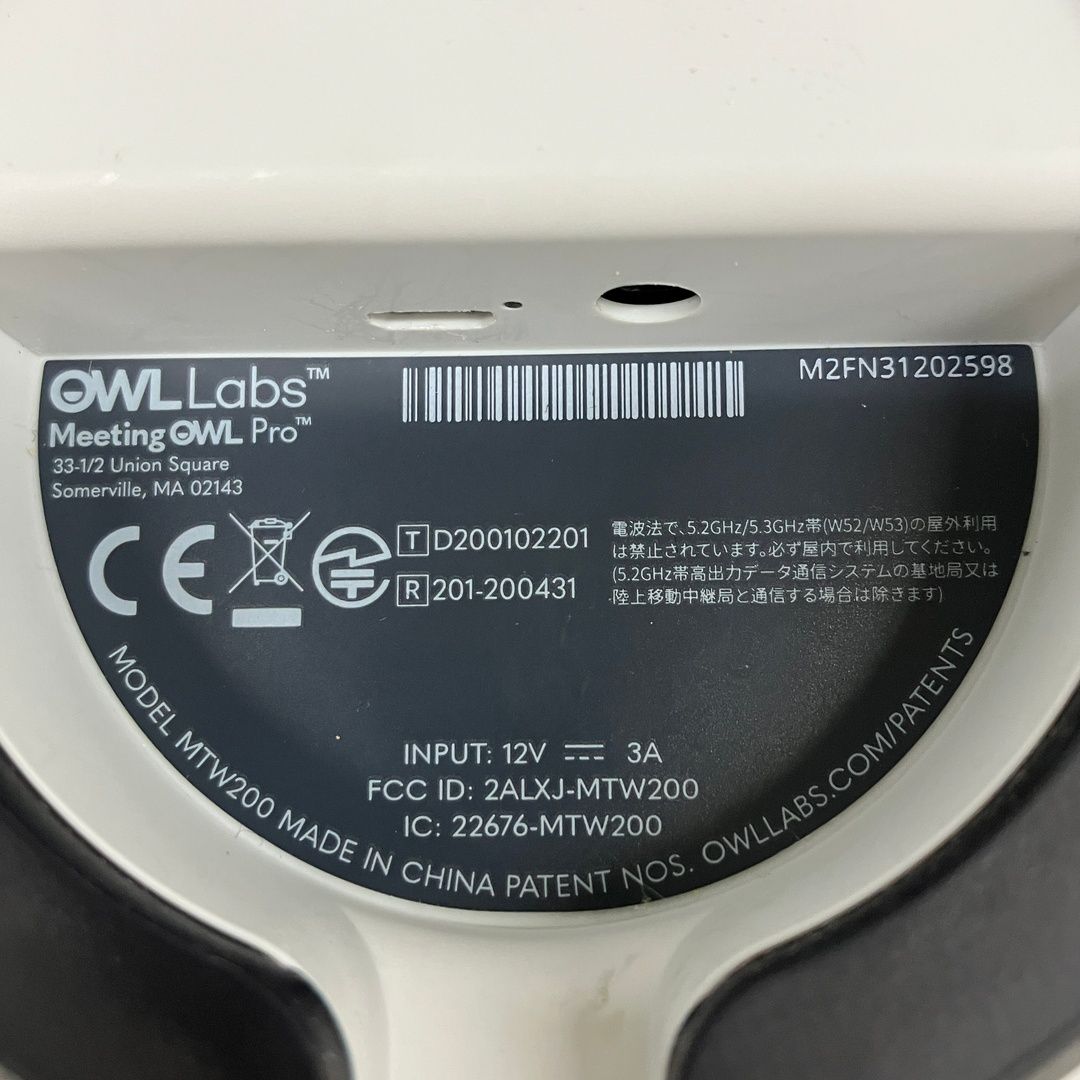 OWL Labs™
M2FN31202598
Meeting OWL Pro™
33-1/2 Union Square
Somerville, MA 02143
CE
T D200102201
R 201-200431
電波法で、5.2GHz/5.3GHz帯(W52/W53)の屋外利用
は禁止されています。必ず屋内で利用してください。
(5.2GHz帯高出力データ通信システムの基地局又は
陸上移動中継局と通信する場合は除きます)
INPUT: 12V ⎓ 3A
FCC ID: 2ALXJ-MTW200
IC: 22676-MTW200
MODEL MTW200 MADE IN CHINA PATENT NOS. OWLLABS.COM/PATENTS